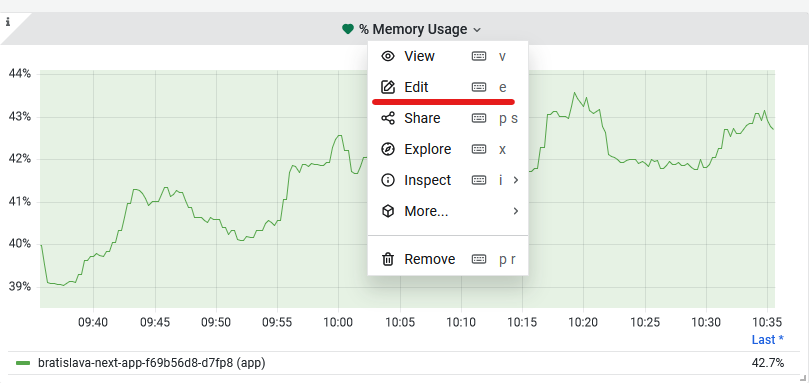 i
% Memory Usage
View v
Edit e
Share p s
Explore x
Inspect i
More...
Remove p r
44%
43%
42%
41%
40%
39%
09:40 09:45 09:50 09:55 10:00 10:05 10:10 10:15 10:20 10:25 10:30 10:35
Last *
bratislava-next-app-f69b56d8-d7fp8 (app) 42.7%